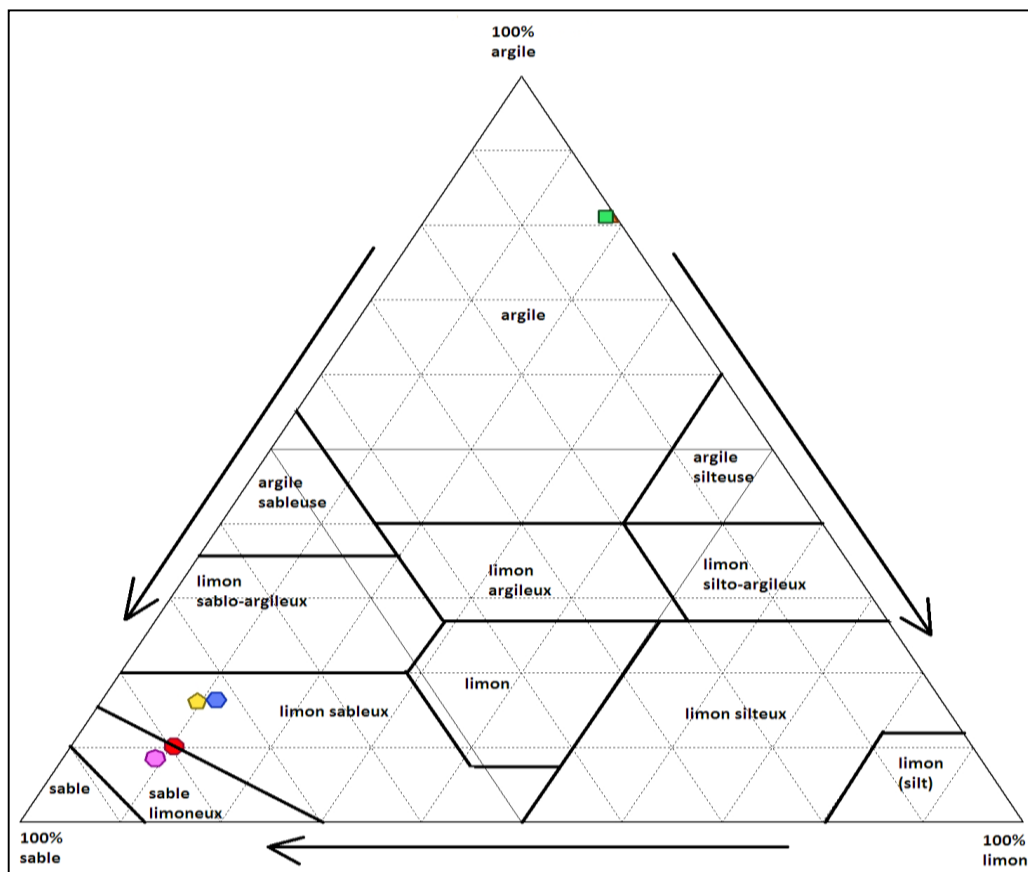 100%
argile
argile
argile
silteuse
argile
sableuse
limon
argileux
limon
silto-argileux
limon
sablo-argileux
limon
limon sableux
limon silteux
limon
(silt)
sable
sable
limoneux
100%
sable
100%
limon